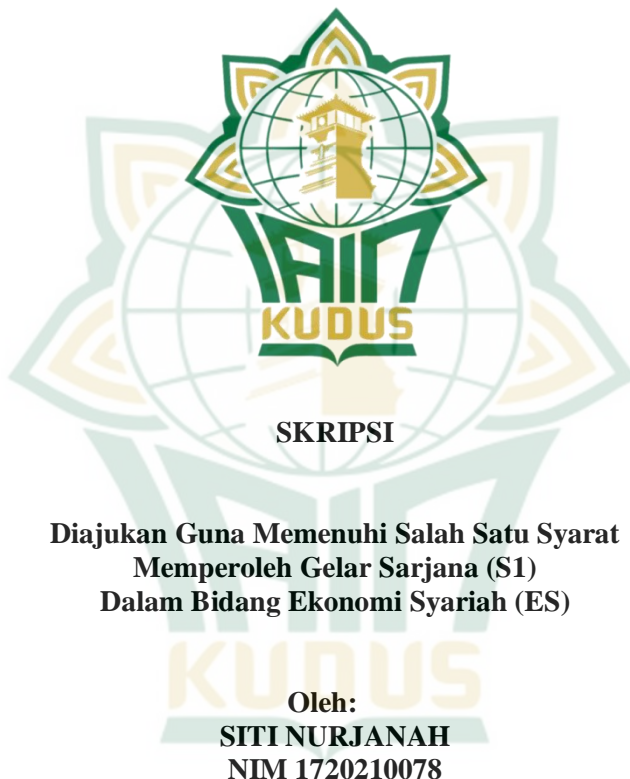 IAIN
KUDUS
SKRIPSI
Diajukan Guna Memenuhi Salah Satu Syarat
Memperoleh Gelar Sarjana (S1)
Dalam Bidang Ekonomi Syariah (ES)
Oleh:
SITI NURJANAH
NIM 1720210078